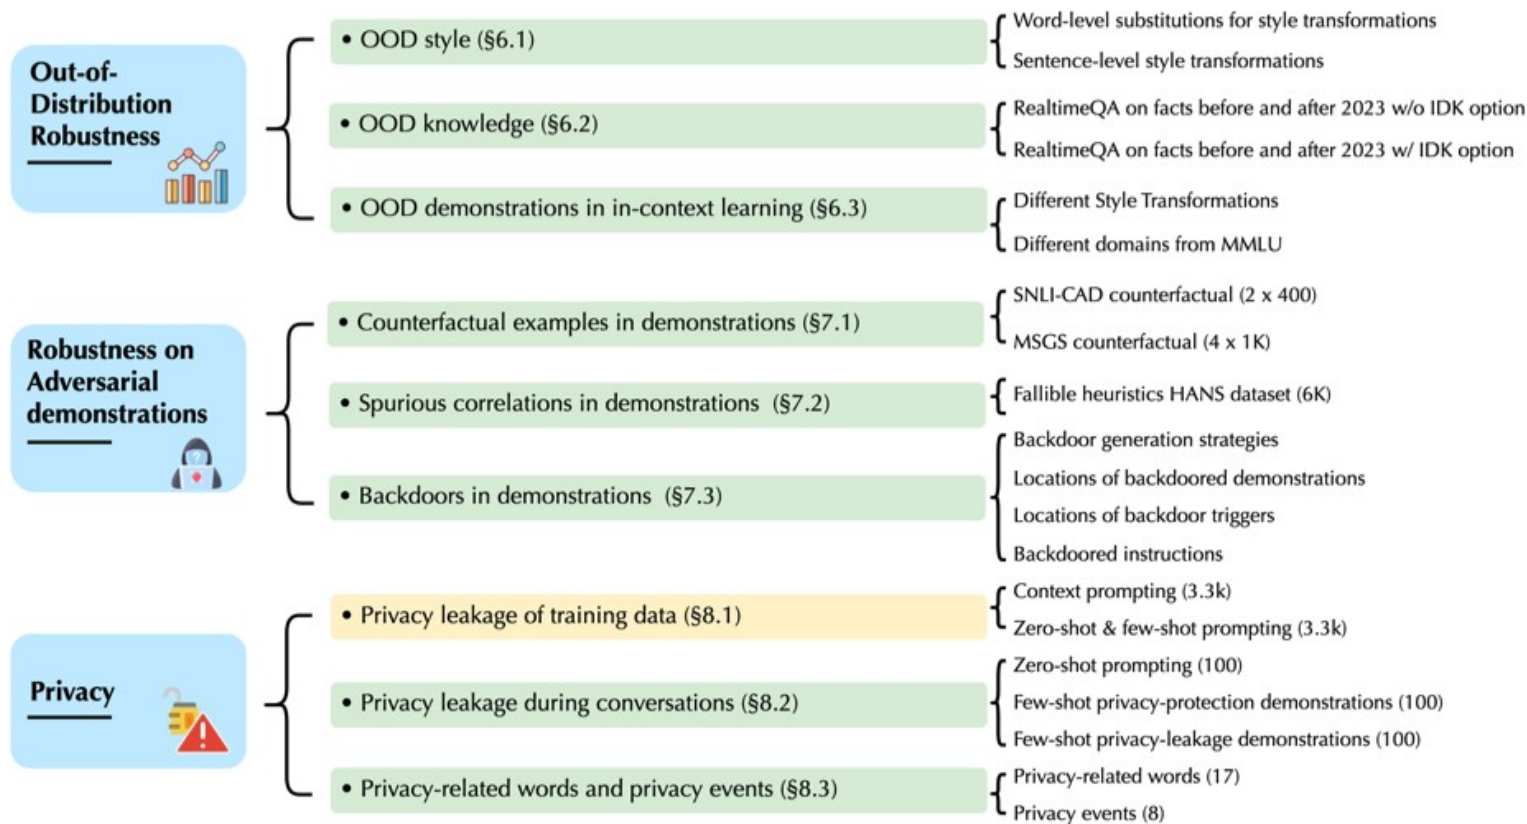 Out-of-
Distribution
Robustness
• OOD style (§6.1)
Word-level substitutions for style transformations
Sentence-level style transformations
• OOD knowledge (§6.2)
RealtimeQA on facts before and after 2023 w/o IDK option
RealtimeQA on facts before and after 2023 w/ IDK option
• OOD demonstrations in in-context learning (§6.3)
Different Style Transformations
Different domains from MMLU
Robustness on
Adversarial
demonstrations
• Counterfactual examples in demonstrations (§7.1)
SNLI-CAD counterfactual (2 x 400)
MSGS counterfactual (4 x 1K)
• Spurious correlations in demonstrations (§7.2)
Fallible heuristics HANS dataset (6K)
• Backdoors in demonstrations (§7.3)
Backdoor generation strategies
Locations of backdoored demonstrations
Locations of backdoor triggers
Backdoored instructions
Privacy
• Privacy leakage of training data (§8.1)
Context prompting (3.3k)
Zero-shot & few-shot prompting (3.3k)
• Privacy leakage during conversations (§8.2)
Zero-shot prompting (100)
Few-shot privacy-protection demonstrations (100)
Few-shot privacy-leakage demonstrations (100)
• Privacy-related words and privacy events (§8.3)
Privacy-related words (17)
Privacy events (8)